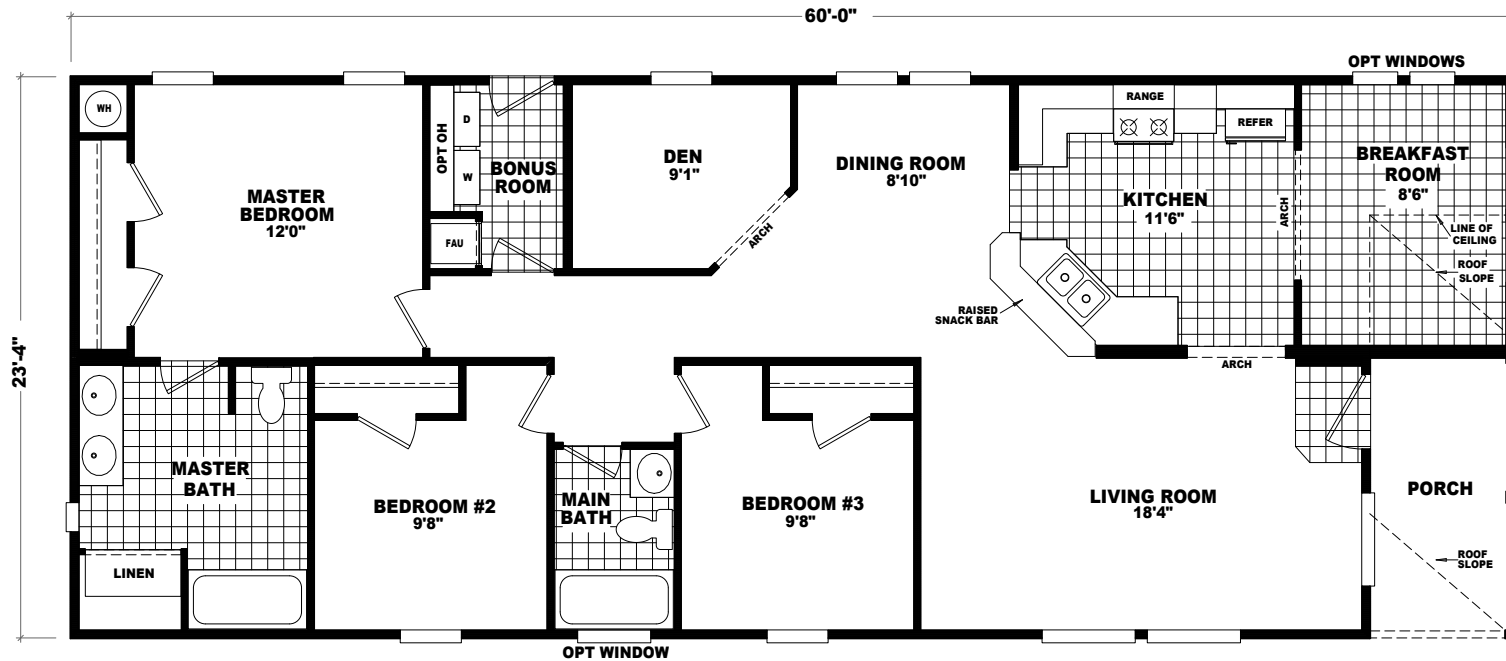 60'-0"
OPT WINDOWS
WH
RANGE
REFER
OPT OH
D
W
BONUS
ROOM
DEN
9'1"
DINING ROOM
8'10"
BREAKFAST
ROOM
8'6"
MASTER
BEDROOM
12'0"
KITCHEN
11'6"
ARCH
ARCH
LINE OF
CEILING
FAU
ROOF
SLOPE
RAISED
SNACK BAR
23'-4"
ARCH
MASTER
BATH
BEDROOM #2
9'8"
MAIN
BATH
BEDROOM #3
9'8"
LIVING ROOM
18'4"
PORCH
LINEN
ROOF
SLOPE
OPT WINDOW